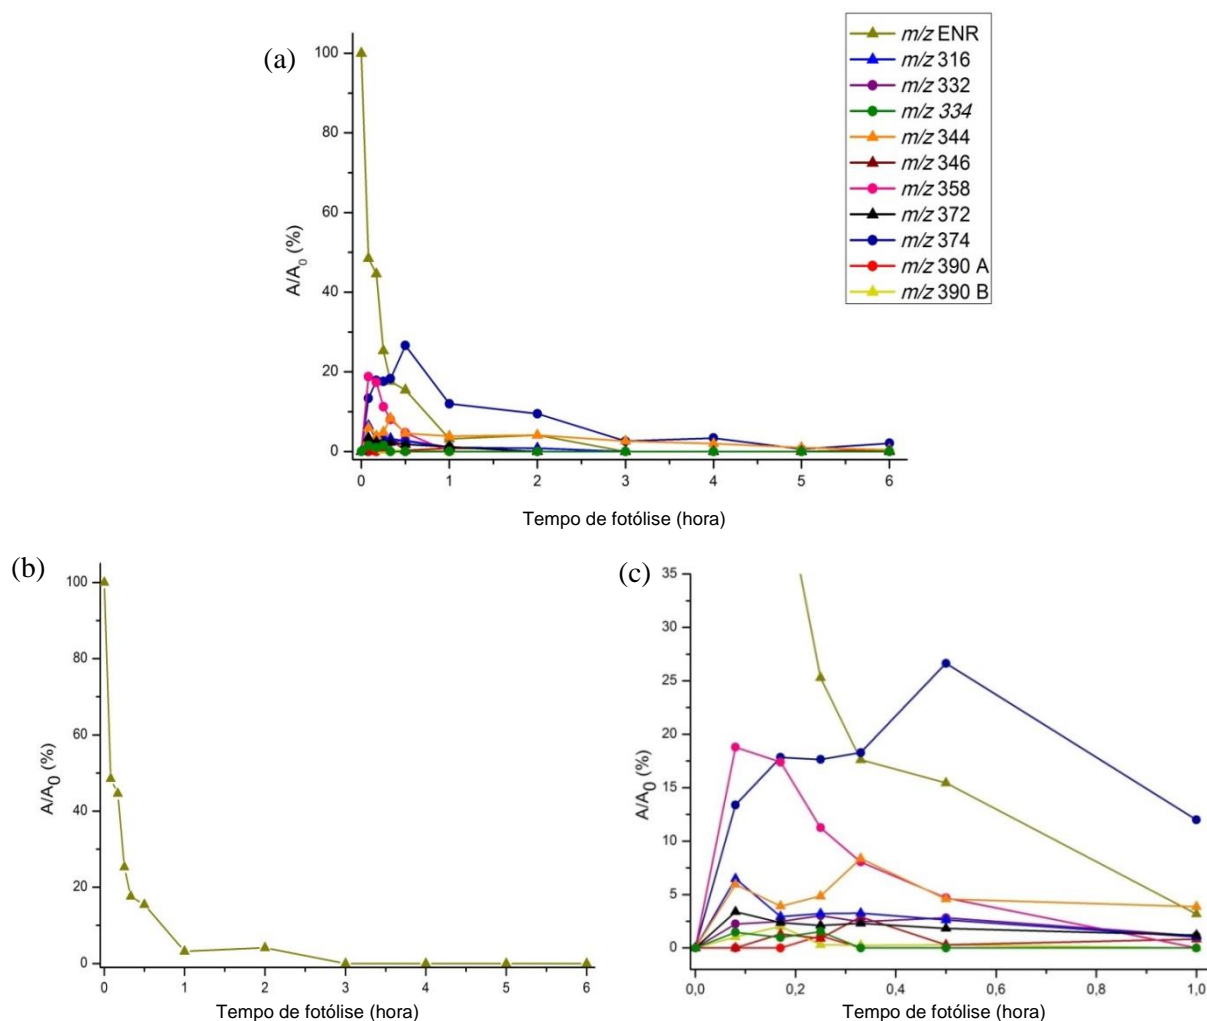 (a)
A/A0 (%)
100
80
60
40
20
0
0 1 2 3 4 5 6
Tempo de fotólise (hora)
m/z ENR
m/z 316
m/z 332
m/z 334
m/z 344
m/z 346
m/z 358
m/z 372
m/z 374
m/z 390 A
m/z 390 B
(b)
A/A0 (%)
100
80
60
40
20
0
0 1 2 3 4 5 6
Tempo de fotólise (hora)
(c)
A/A0 (%)
35
30
25
20
15
10
5
0
0,0 0,2 0,4 0,6 0,8 1,0
Tempo de fotólise (hora)